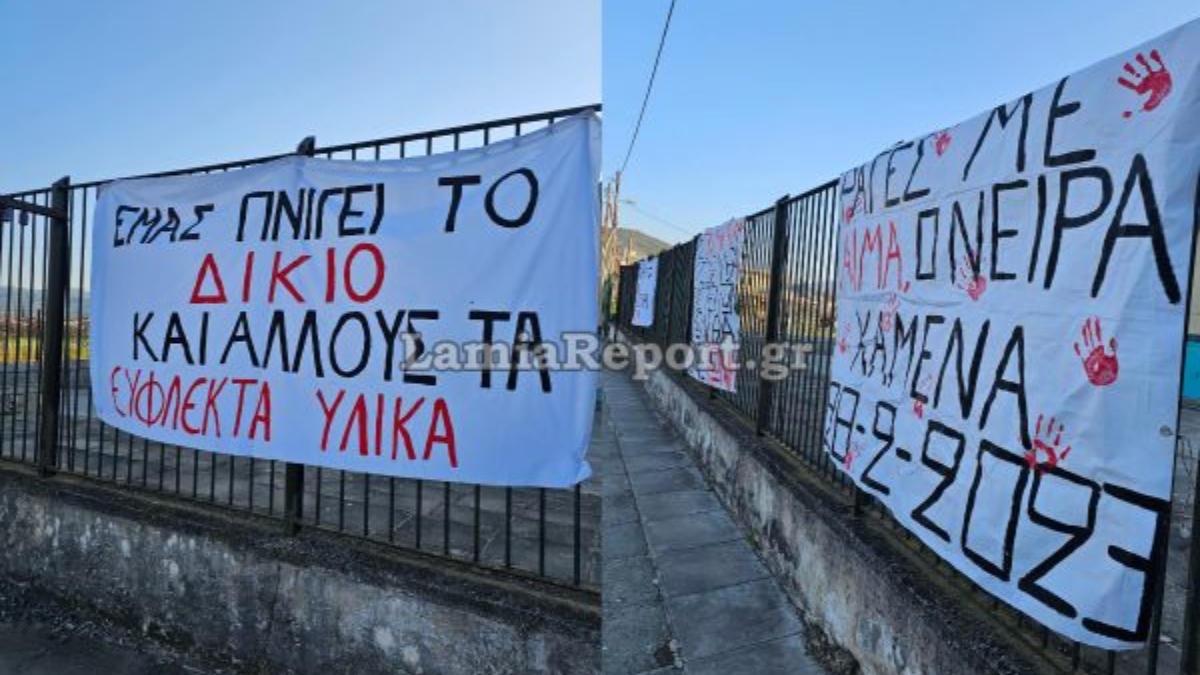 ΕΜΑΣ ΠΝΙΓΕΙ ΤΟ
ΔΙΚΙΟ
ΚΑΙ ΑΛΛΟΥΣ ΤΑ
ΕΥΦΛΕΚΤΑ ΥΛΙΚΑ
ΡΑΓΕΣ ΜΕ
ΑΙΜΑ, ΟΝΕΙΡΑ
ΧΑΜΕΝΑ
28-2-2023
LamiaReport.gr